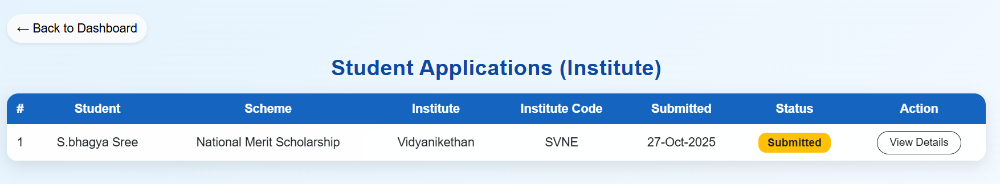 ← Back to Dashboard
Student Applications (Institute)
# Student Scheme Institute Institute Code Submitted Status Action
1 S.bhagya Sree National Merit Scholarship Vidyanikethan SVNE 27-Oct-2025 Submitted View Details